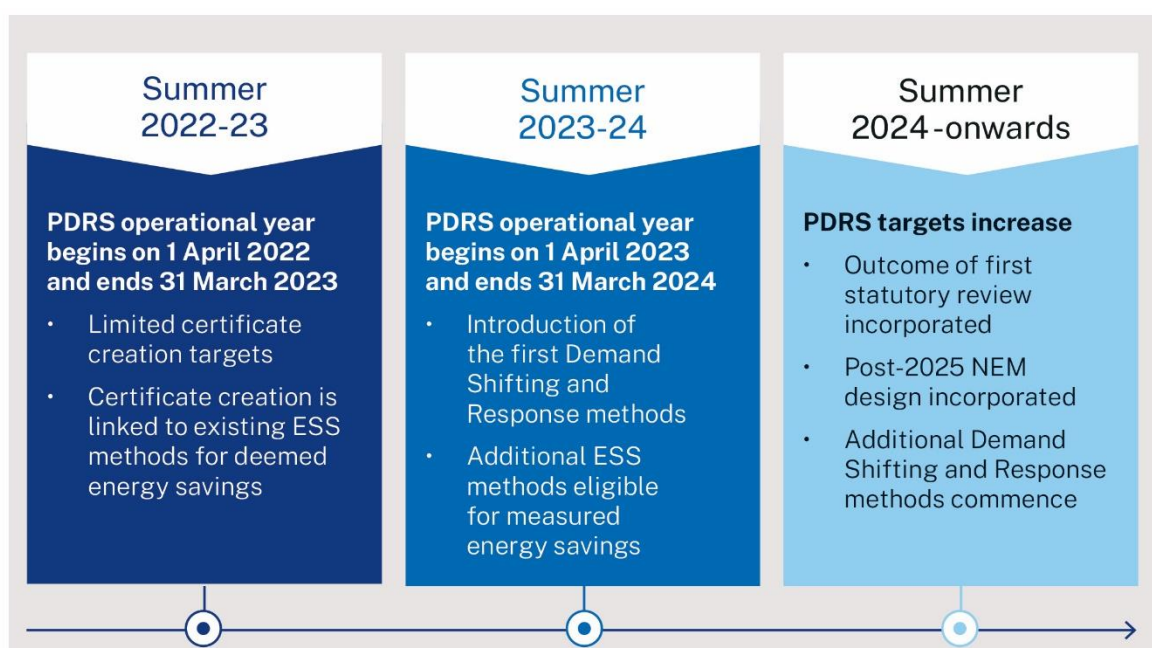 Summer
2022-23
PDRS operational year
begins on 1 April 2022
and ends 31 March 2023
• Limited certificate
creation targets
• Certificate creation is
linked to existing ESS
methods for deemed
energy savings
Summer
2023-24
PDRS operational year
begins on 1 April 2023
and ends 31 March 2024
• Introduction of
the first Demand
Shifting and
Response methods
• Additional ESS
methods eligible
for measured
energy savings
Summer
2024-onwards
PDRS targets increase
• Outcome of first
statutory review
incorporated
• Post-2025 NEM
design incorporated
• Additional Demand
Shifting and Response
methods commence